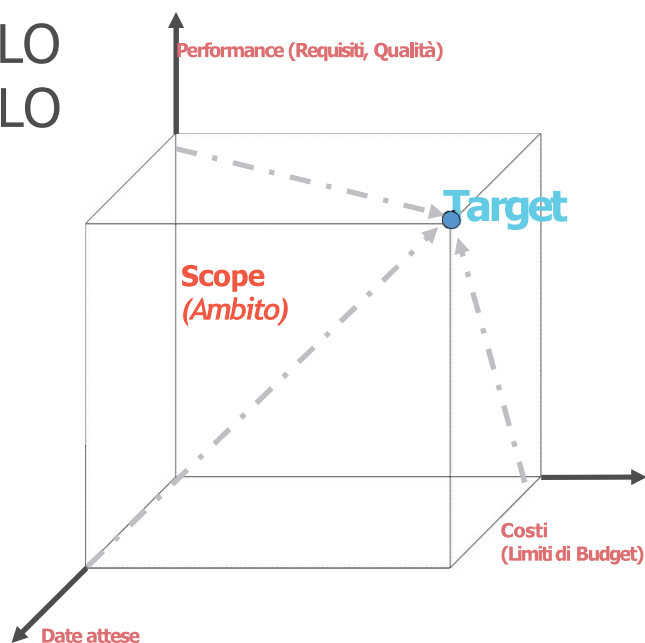 LO
LO
Performance (Requisiti, Qualità)
Target
Scope
(Ambito)
Costi
(Limiti di Budget)
Date attese